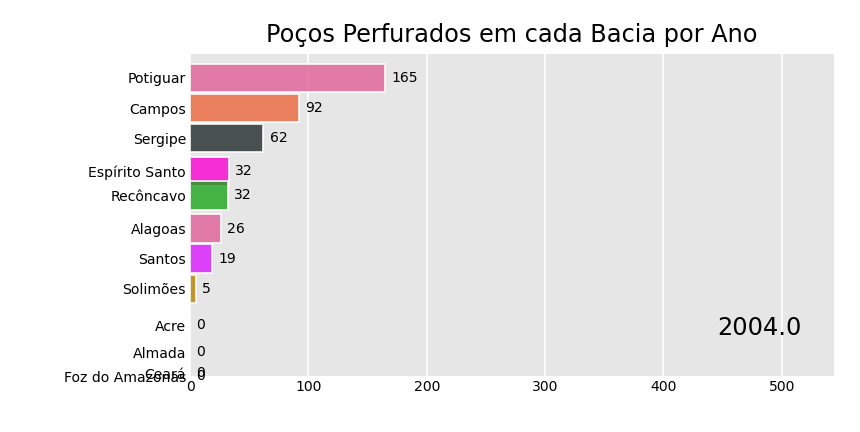 Poços Perfurados em cada Bacia por Ano
Potiguar 165
Campos 92
Sergipe 62
Espírito Santo 32
Recôncavo 32
Alagoas 26
Santos 19
Solimões 5
Acre 0
2004.0
Almada 0
Ceará 0
Foz do Amazonas 0
0 100 200 300 400 500